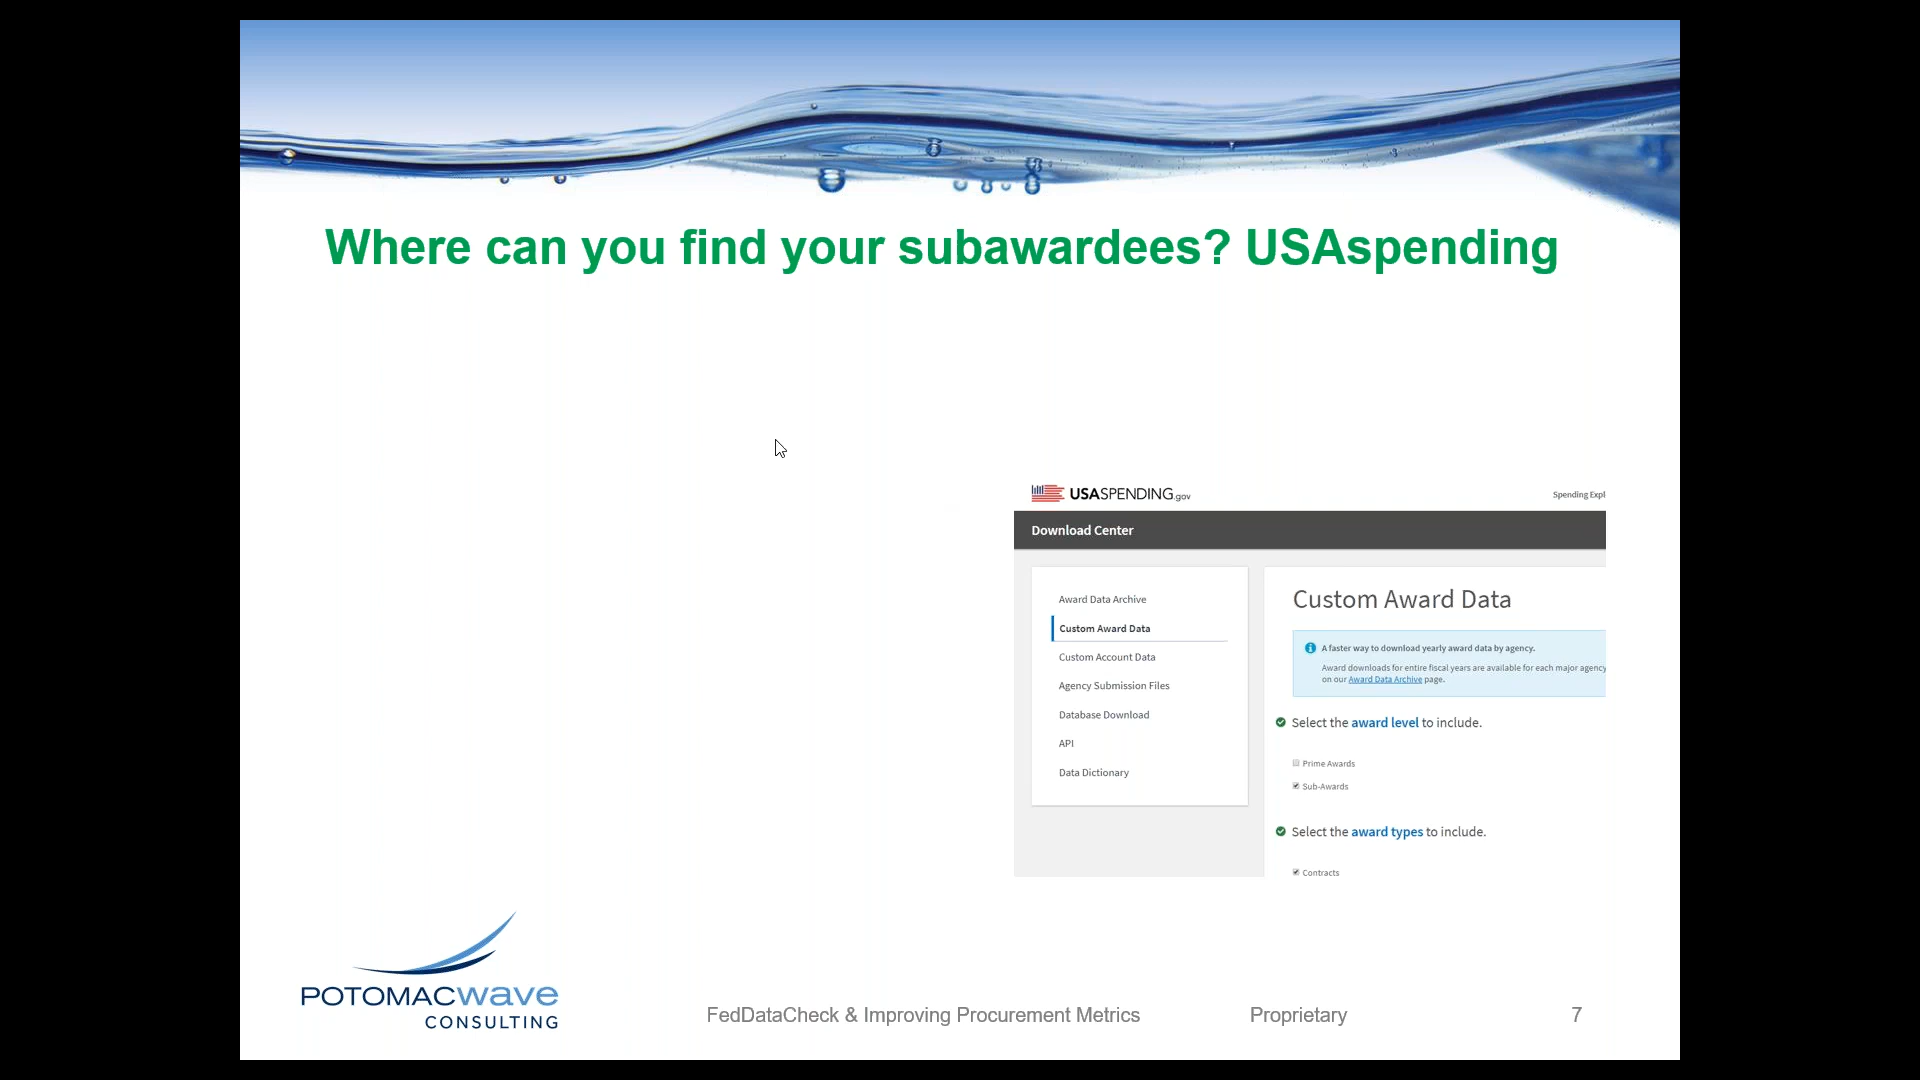 Where can you find your subawardees? USAspending
USASPENDING.gov
Spending Expl
Download Center
Award Data Archive
Custom Award Data
Custom Account Data
Agency Submission Files
Database Download
API
Data Dictionary
Custom Award Data
A faster way to download yearly award data by agency.
Award downloads for entire fiscal years are available for each major agency
on our Award Data Archive page.
Select the award level to include.
Prime Awards
Sub-Awards
Select the award types to include.
Contracts
POTOMACwave
CONSULTING
FedDataCheck & Improving Procurement Metrics
Proprietary
7